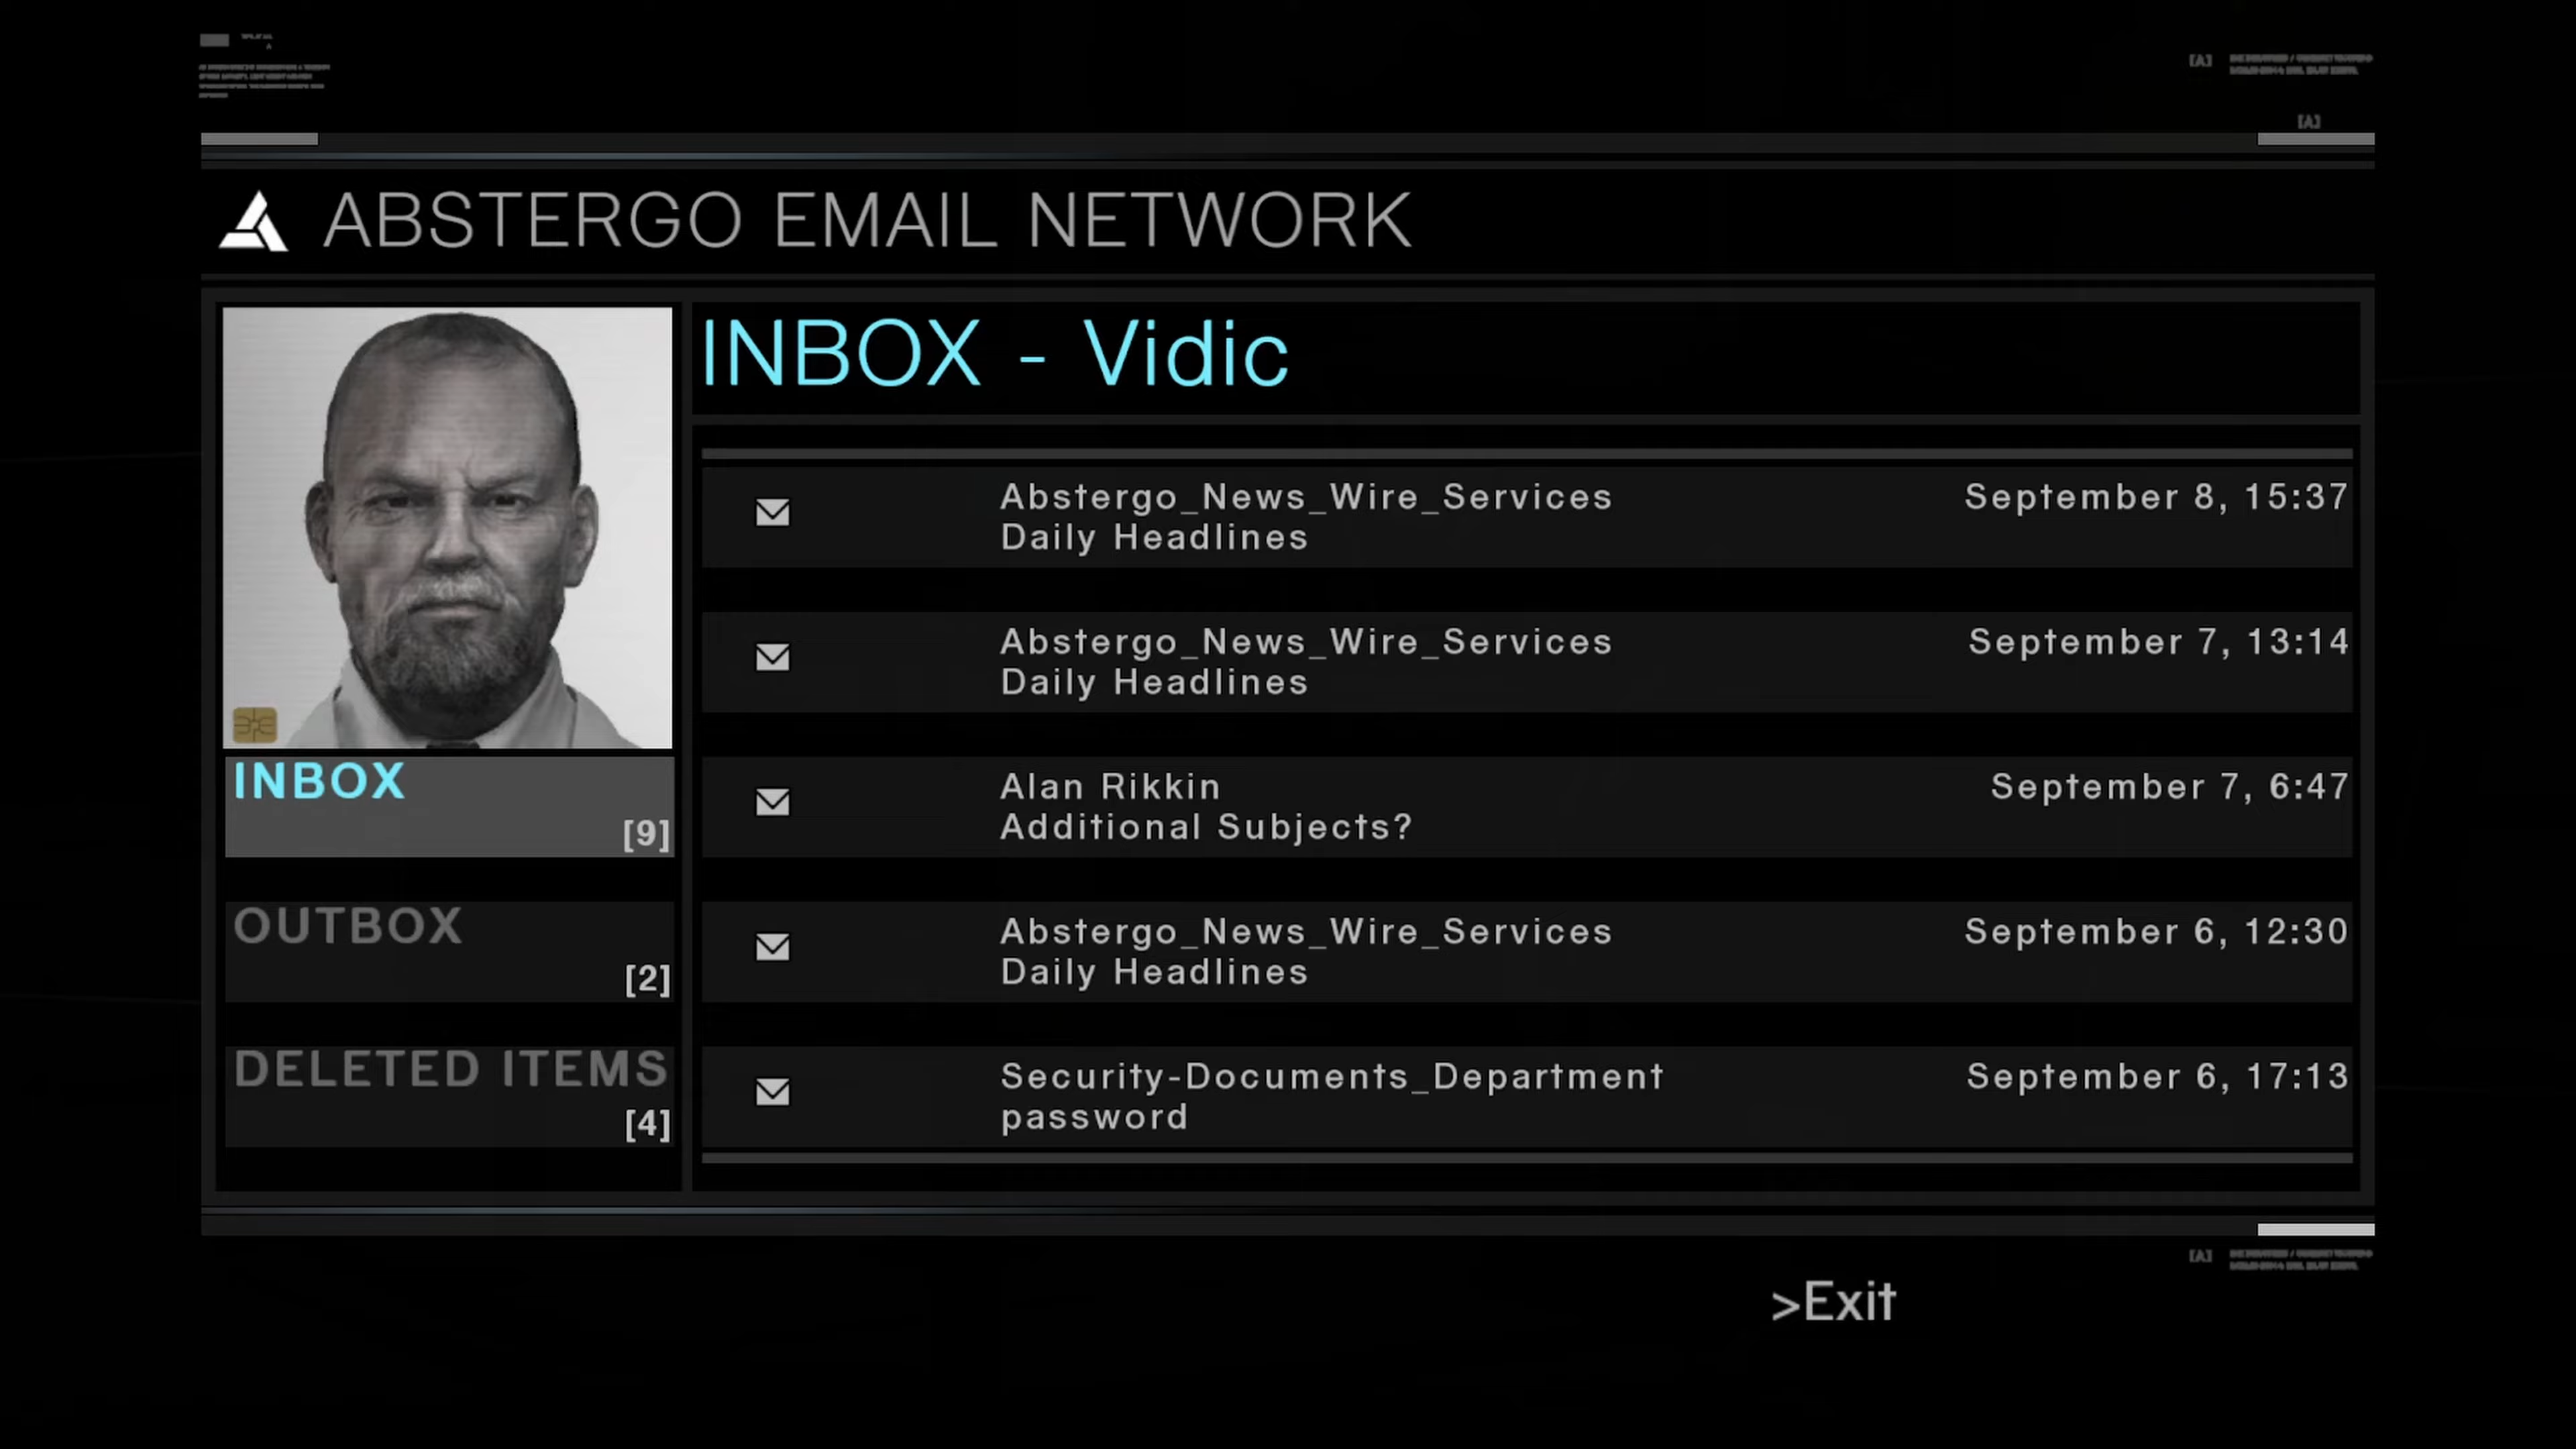 [A]
[A]
ABSTERGO EMAIL NETWORK
INBOX - Vidic
INBOX
[9]
OUTBOX
[2]
DELETED ITEMS
[4]
Abstergo_News_Wire_Services September 8, 15:37
Daily Headlines
Abstergo_News_Wire_Services September 7, 13:14
Daily Headlines
Alan Rikkin September 7, 6:47
Additional Subjects?
Abstergo_News_Wire_Services September 6, 12:30
Daily Headlines
Security-Documents_Department September 6, 17:13
password
[A]
>Exit